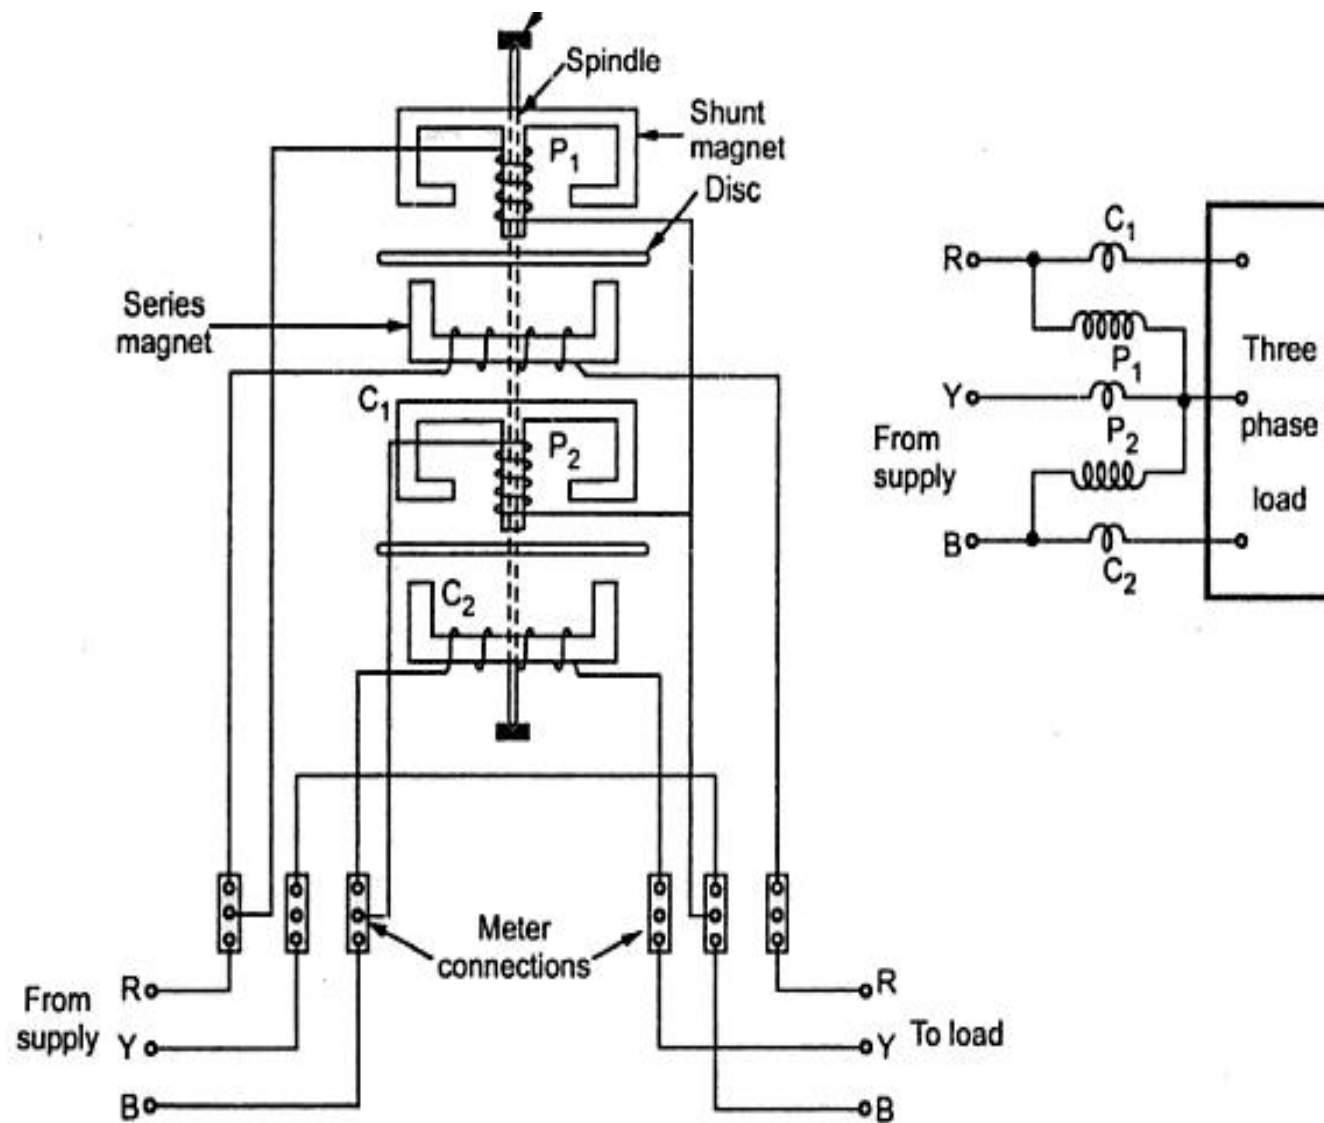 Spindle
Shunt
magnet
P1
Disc
Series
magnet
C1
P2
C2
Meter
connections
From
supply
R
Y
B
R
Y
B
To load
C1
R
P1
Y
P2
From
supply
B
C2
Three
phase
load